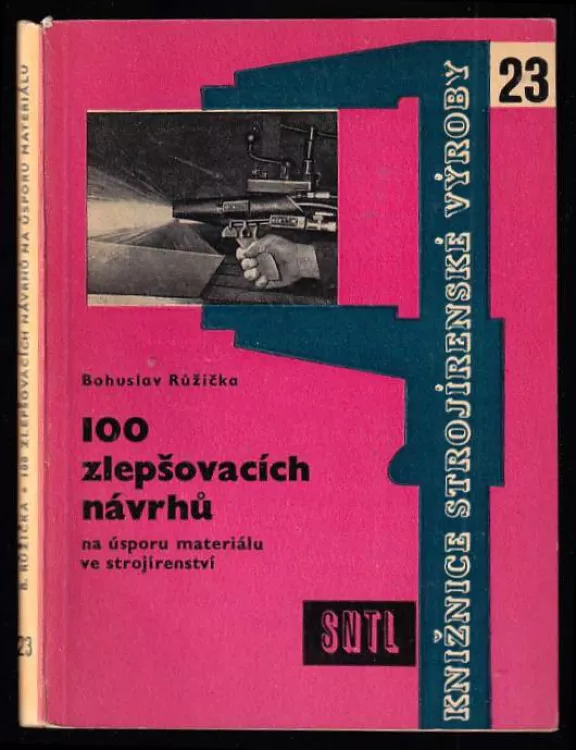 B. RŮŽIČKA • 100 ZLEPŠOVACÍCH NÁVRHŮ NA ÚSPORU MATERIÁLU
23
23
KNIŽNICE STROJÍRENSKÉ VÝROBY
Bohuslav Růžička
100
zlepšovacích
návrhů
na úsporu materiálu
ve strojírenství
SNTL